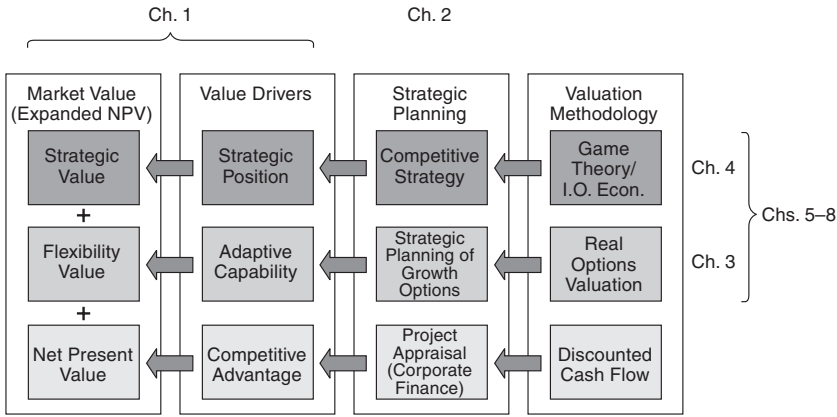 Ch. 1
Ch. 2
Market Value
(Expanded NPV)
Value Drivers
Strategic
Planning
Valuation
Methodology
Strategic
Value
Strategic
Position
Competitive
Strategy
Game
Theory/
I.O. Econ.
Ch. 4
+
Chs. 5–8
Flexibility
Value
Adaptive
Capability
Strategic
Planning of
Growth
Options
Real
Options
Valuation
Ch. 3
+
Net Present
Value
Competitive
Advantage
Project
Appraisal
(Corporate
Finance)
Discounted
Cash Flow